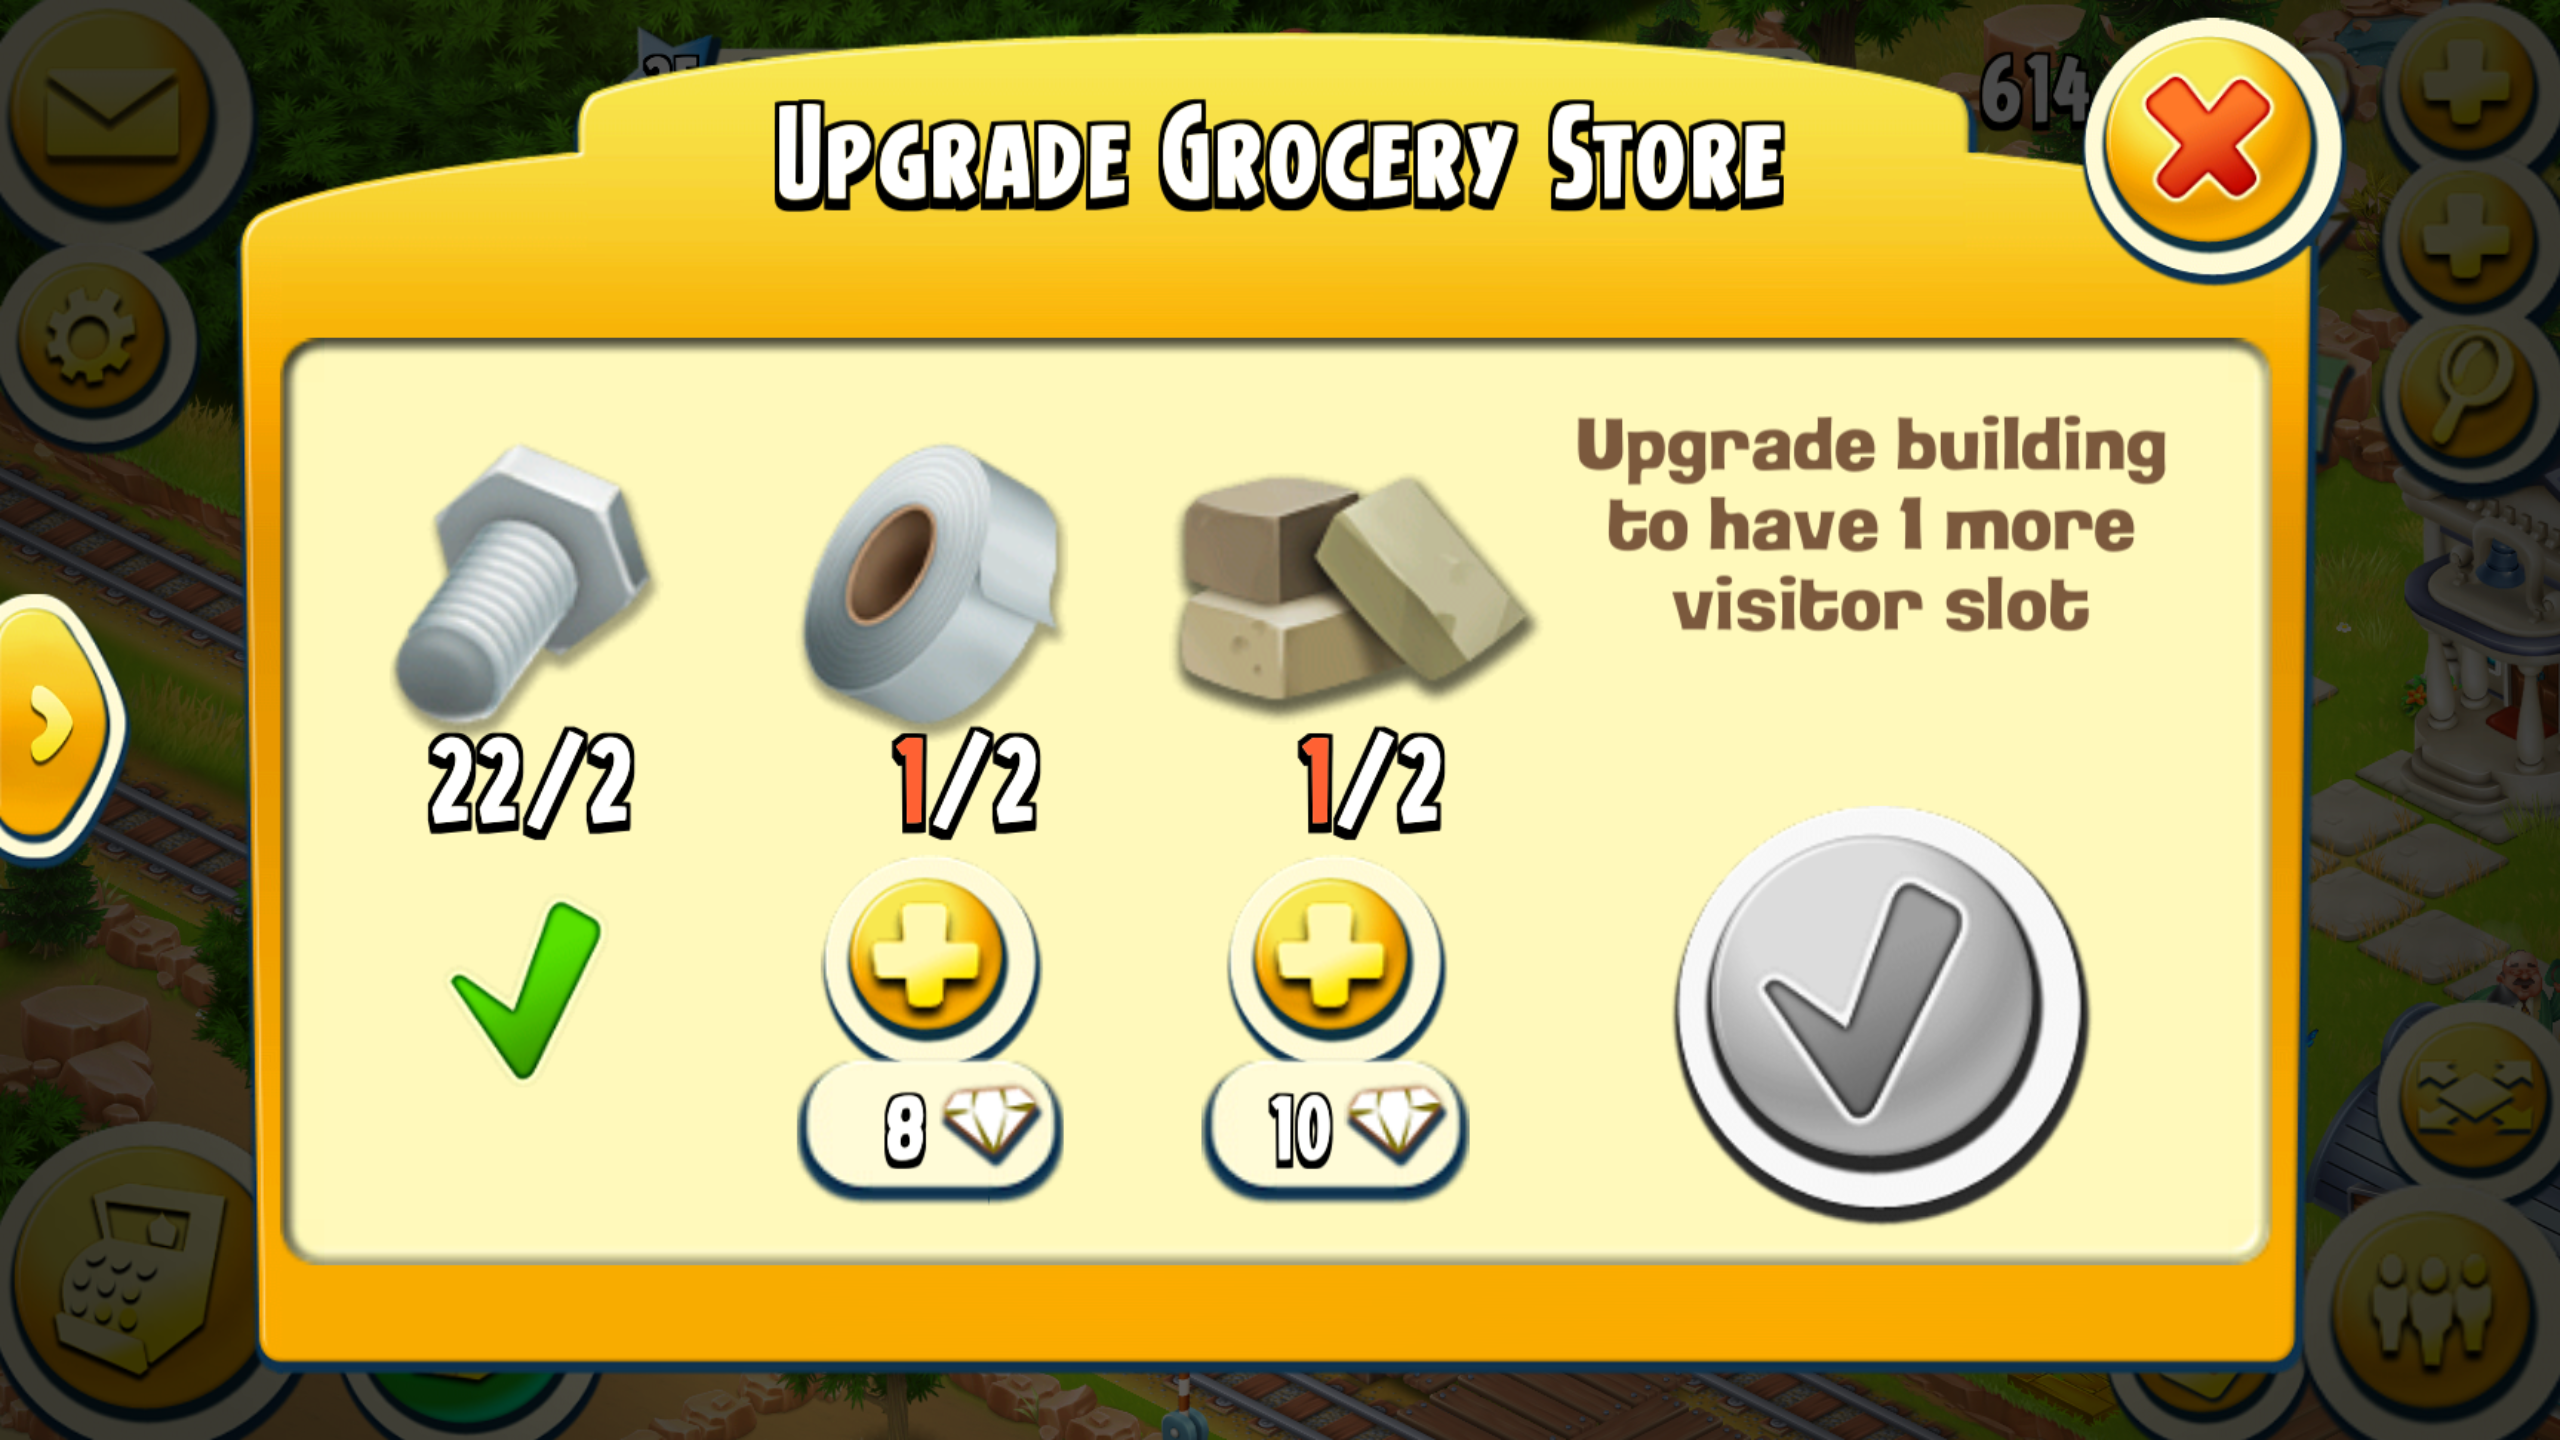 614
UPGRADE GROCERY STORE
Upgrade building
to have 1 more
visitor slot
22/2
1/2
1/2
8
10